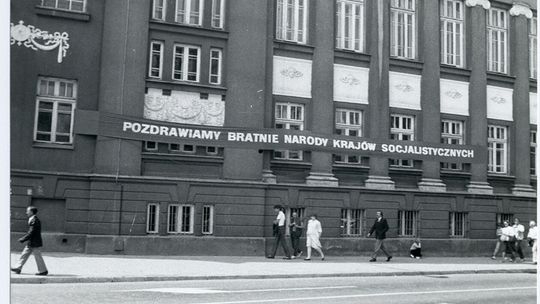 POZDRAWIAMY BRATNIE NARODY KRAJÓW SOCJALISTYCZNYCH